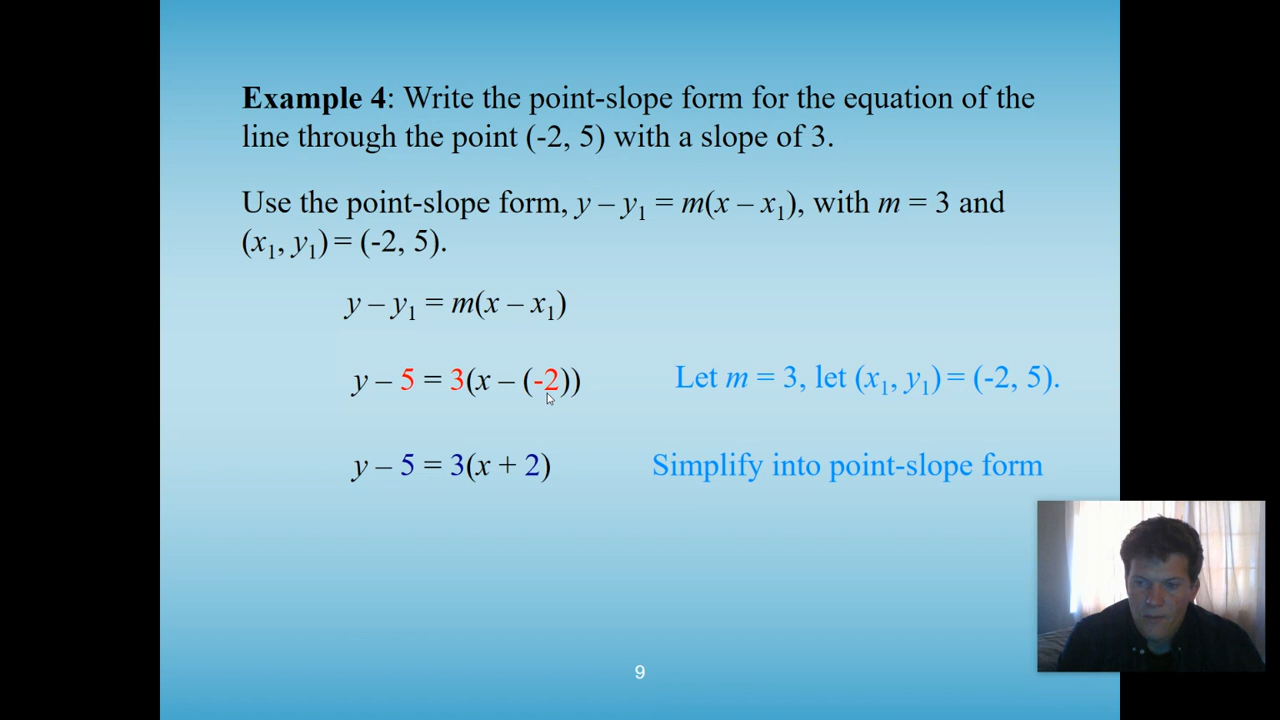 Example 4: Write the point-slope form for the equation of the
line through the point (-2, 5) with a slope of 3.
Use the point-slope form, y – y₁ = m(x – x₁), with m = 3 and
(x₁, y₁) = (-2, 5).
y – y₁ = m(x – x₁)
y – 5 = 3(x – (-2))
Let m = 3, let (x₁, y₁) = (-2, 5).
y – 5 = 3(x + 2)
Simplify into point-slope form
9